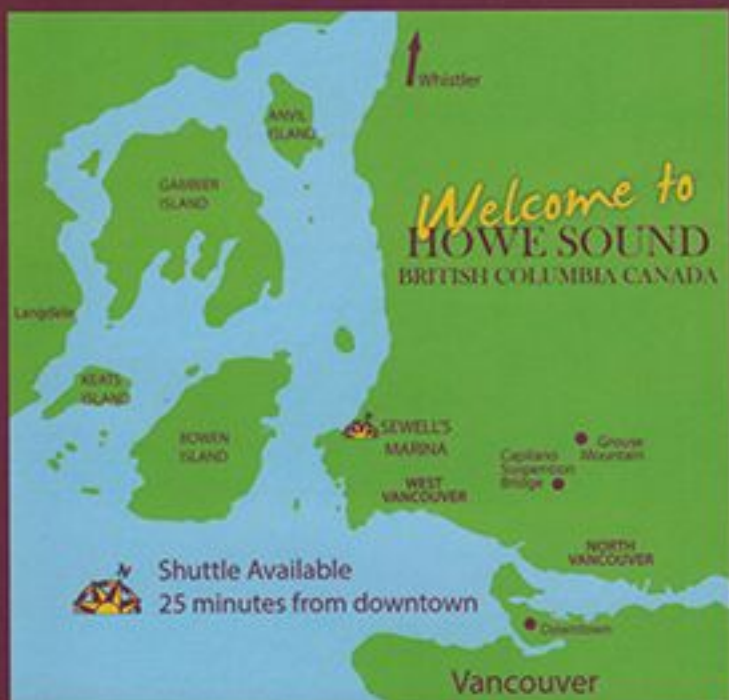 Whistler
ANVIL
ISLAND
GAMBIER
ISLAND
Welcome to
HOWE SOUND
BRITISH COLUMBIA CANADA
Langdale
KEATS
ISLAND
BOWEN
ISLAND
SEWELL'S
MARINA
Grouse
Mountain
Capilano
Suspention
Bridge
WEST
VANCOUVER
NORTH
VANCOUVER
N
Shuttle Available
25 minutes from downtown
Downtown
Vancouver